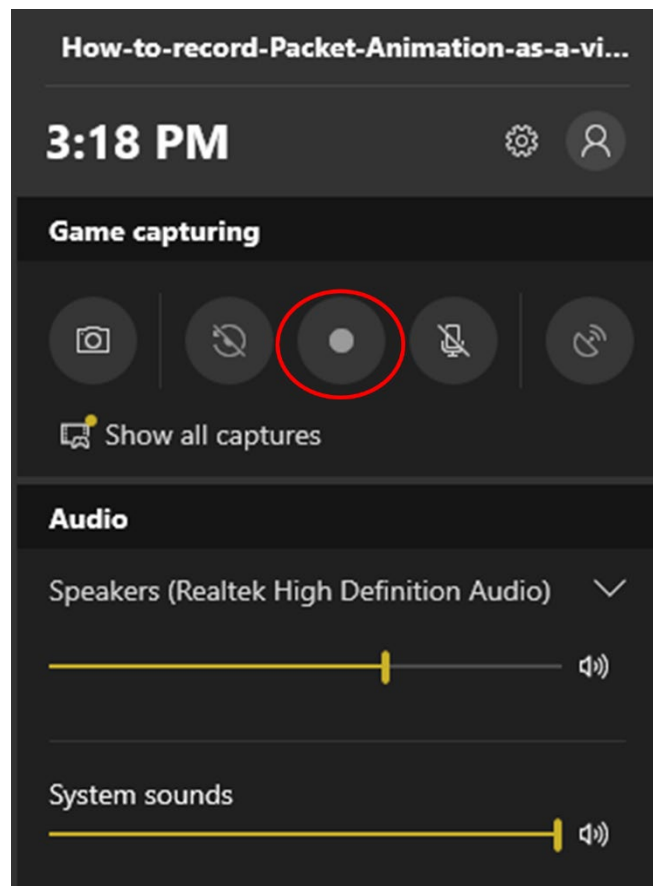 How-to-record-Packet-Animation-as-a-vi...
3:18 PM
Game capturing
Show all captures
Audio
Speakers (Realtek High Definition Audio)
System sounds